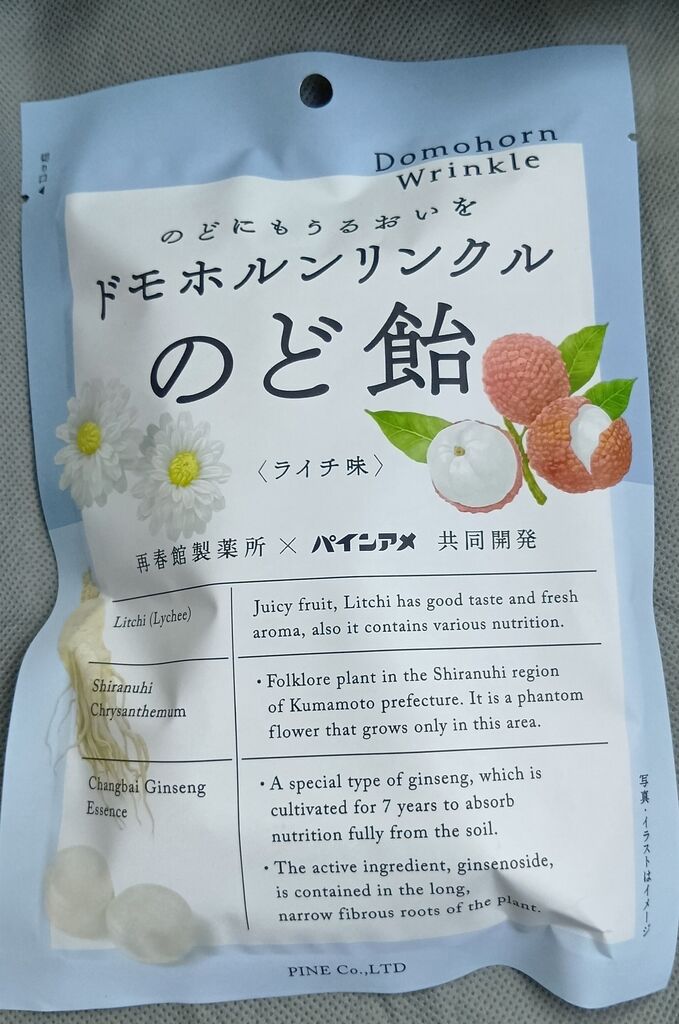 Domohorn
Wrinkle
のどにもうるおいを
ドモホルンリンクル
のど飴
〈ライチ味〉
再春館製薬所×パインアメ 共同開発
Litchi (Lychee)
Juicy fruit, Litchi has good taste and fresh
aroma, also it contains various nutrition.
Shiranuhi
Chrysanthemum
・Folklore plant in the Shiranuhi region
of Kumamoto prefecture. It is a phantom
flower that grows only in this area.
Changbai Ginseng
Essence
・A special type of ginseng, which is
cultivated for 7 years to absorb
nutrition fully from the soil.
・The active ingredient, ginsenoside,
is contained in the long,
narrow fibrous roots of the plant.
写真・イラストはイメージ
PINE Co.,LTD